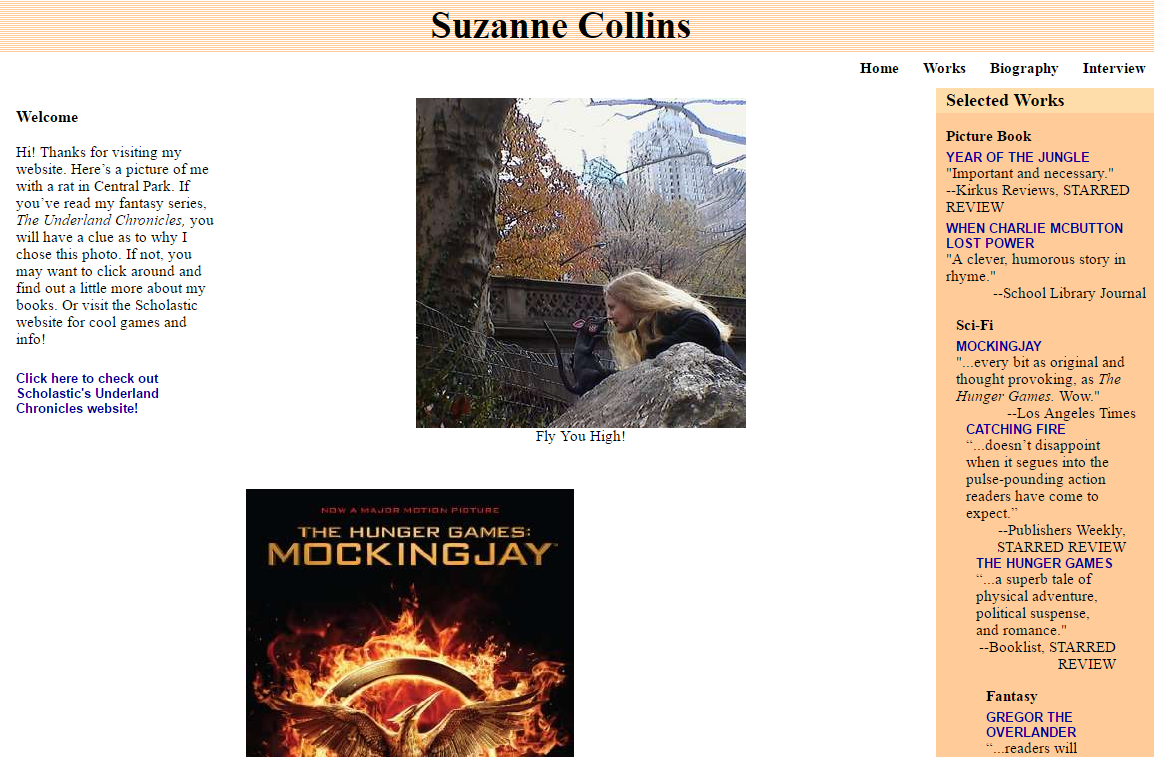 Suzanne Collins
Home Works Biography Interview
Welcome
Hi! Thanks for visiting my
website. Here’s a picture of me
with a rat in Central Park. If
you’ve read my fantasy series,
The Underland Chronicles, you
will have a clue as to why I
chose this photo. If not, you
may want to click around and
find out a little more about my
books. Or visit the Scholastic
website for cool games and
info!
Click here to check out
Scholastic's Underland
Chronicles website!
Fly You High!
NOW A MAJOR MOTION PICTURE
THE HUNGER GAMES:
MOCKINGJAY™
Selected Works
Picture Book
YEAR OF THE JUNGLE
"Important and necessary."
--Kirkus Reviews, STARRED
REVIEW
WHEN CHARLIE MCBUTTON
LOST POWER
"A clever, humorous story in
rhyme."
--School Library Journal
Sci-Fi
MOCKINGJAY
"...every bit as original and
thought provoking, as The
Hunger Games. Wow."
--Los Angeles Times
CATCHING FIRE
“...doesn’t disappoint
when it segues into the
pulse-pounding action
readers have come to
expect.”
--Publishers Weekly,
STARRED REVIEW
THE HUNGER GAMES
“...a superb tale of
physical adventure,
political suspense,
and romance."
--Booklist, STARRED
REVIEW
Fantasy
GREGOR THE
OVERLANDER
“...readers will